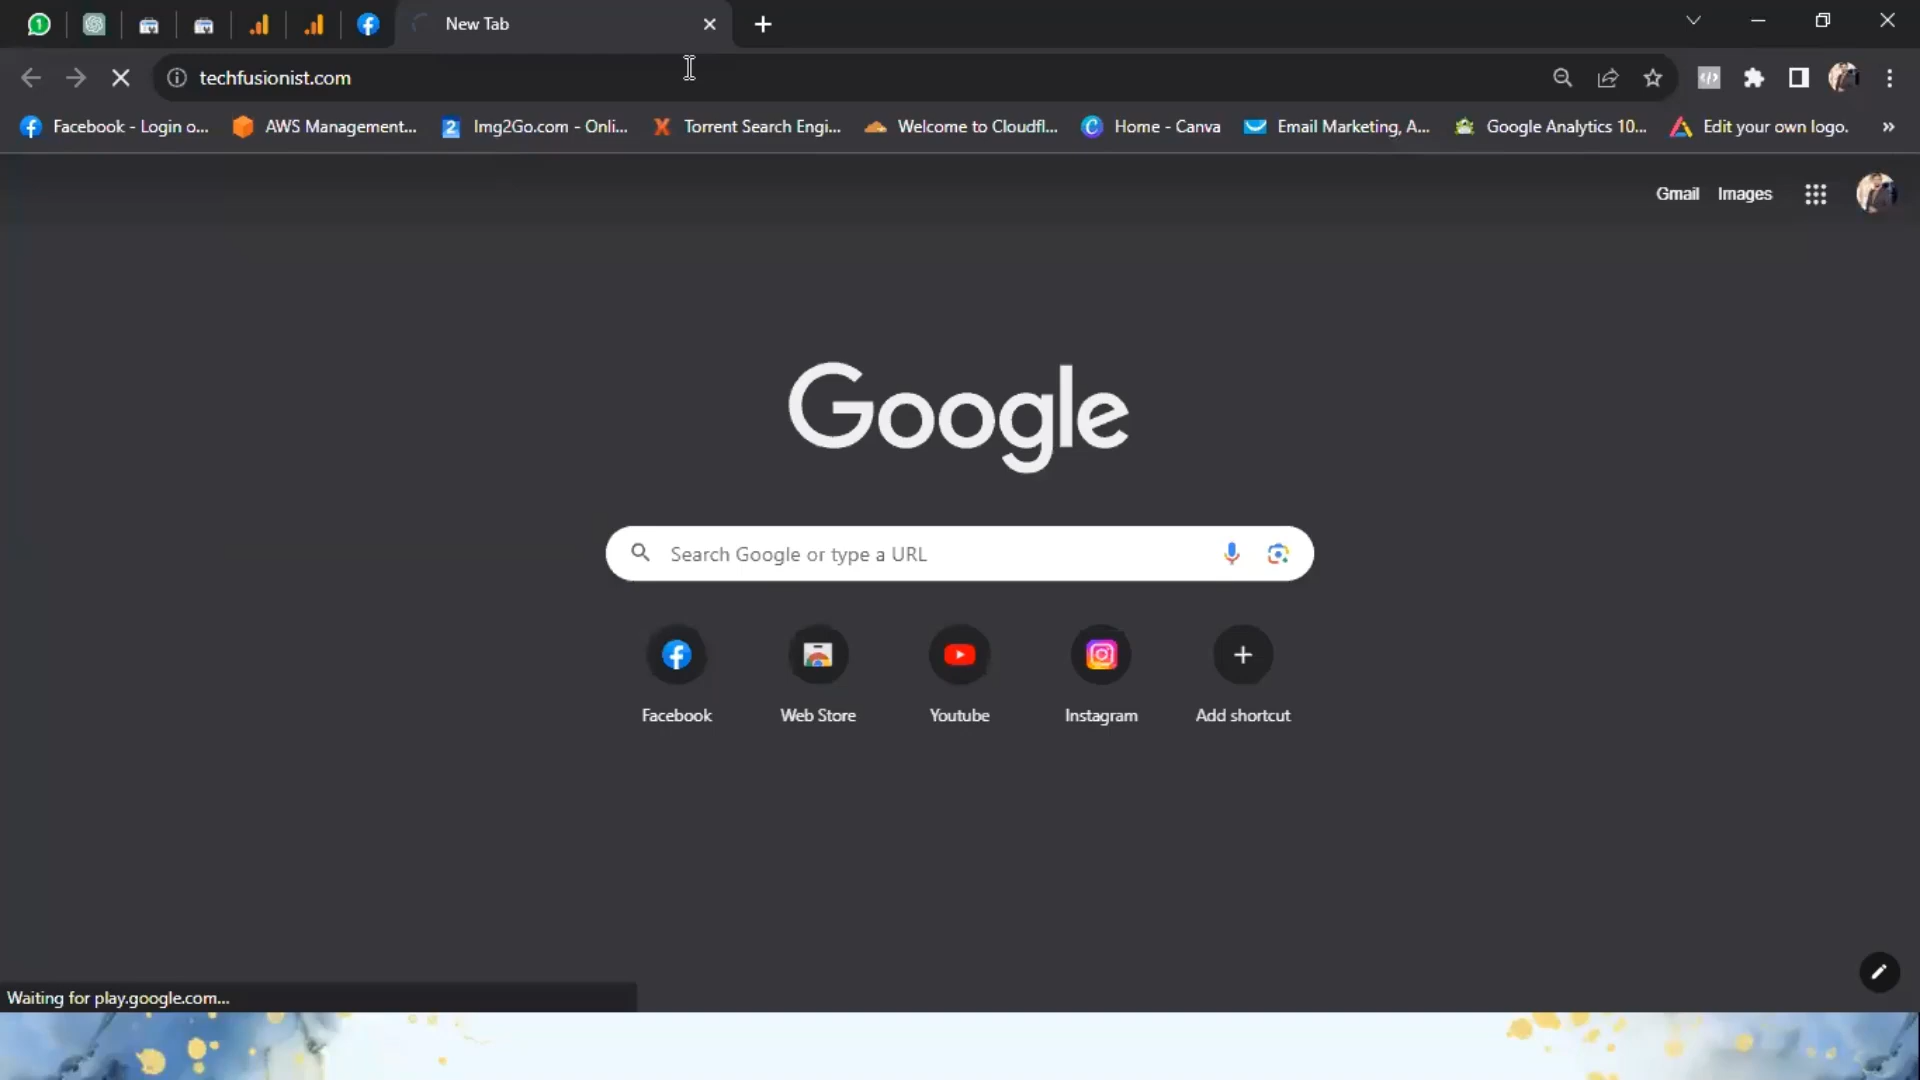 1
New Tab
techfusionist.com
Facebook - Login o...
AWS Management...
2
Img2Go.com - Onli...
Torrent Search Engi...
Welcome to Cloudfl...
C
Home - Canva
Email Marketing, A...
Google Analytics 10...
Edit your own logo.
»
Gmail
Images
Google
Search Google or type a URL
Facebook
Web Store
Youtube
Instagram
Add shortcut
Waiting for play.google.com...